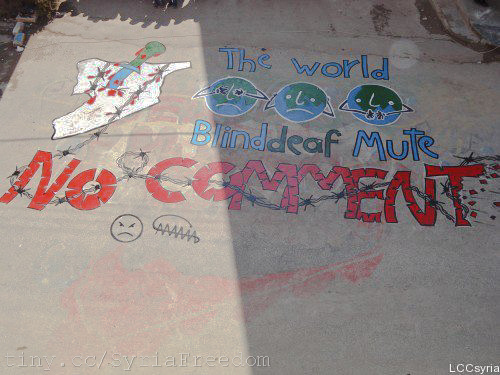 The world
Blinddeaf Mute
NO COMMENT
tiny.cc/SyriaFreedom
LCCsyria